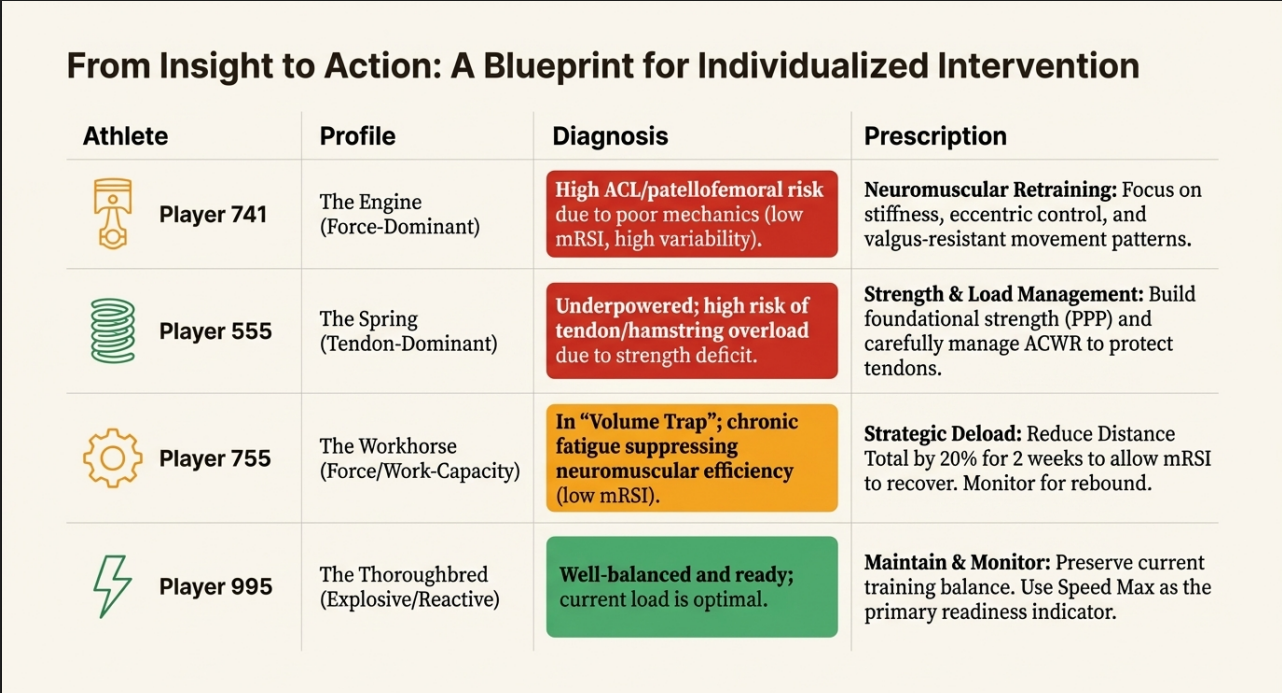 From Insight to Action: A Blueprint for Individualized Intervention
Athlete
Profile
Diagnosis
Prescription
Player 741
The Engine
(Force-Dominant)
High ACL/patellofemoral risk
due to poor mechanics (low
mRSI, high variability).
Neuromuscular Retraining: Focus on
stiffness, eccentric control, and
valgus-resistant movement patterns.
Player 555
The Spring
(Tendon-Dominant)
Underpowered; high risk of
tendon/hamstring overload
due to strength deficit.
Strength & Load Management: Build
foundational strength (PPP) and
carefully manage ACWR to protect
tendons.
Player 755
The Workhorse
(Force/Work-Capacity)
In “Volume Trap”; chronic
fatigue suppressing
neuromuscular efficiency
(low mRSI).
Strategic Deload: Reduce Distance
Total by 20% for 2 weeks to allow mRSI
to recover. Monitor for rebound.
Player 995
The Thoroughbred
(Explosive/Reactive)
Well-balanced and ready;
current load is optimal.
Maintain & Monitor: Preserve current
training balance. Use Speed Max as the
primary readiness indicator.